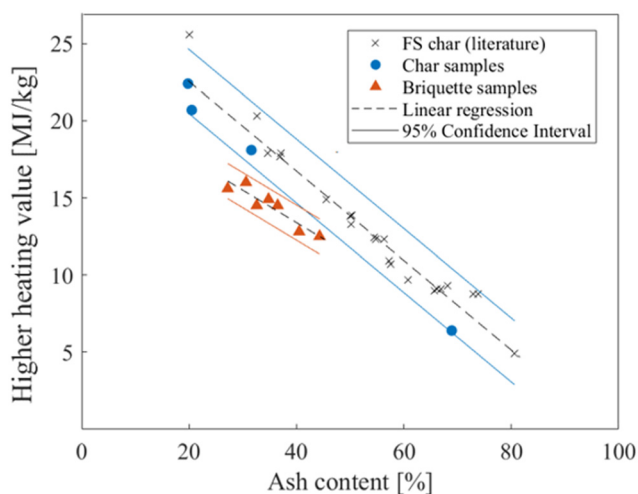 Higher heating value [MJ/kg]
25
20
15
10
5
0
20
40
60
80
100
Ash content [%]
FS char (literature)
Char samples
Briquette samples
Linear regression
95% Confidence Interval